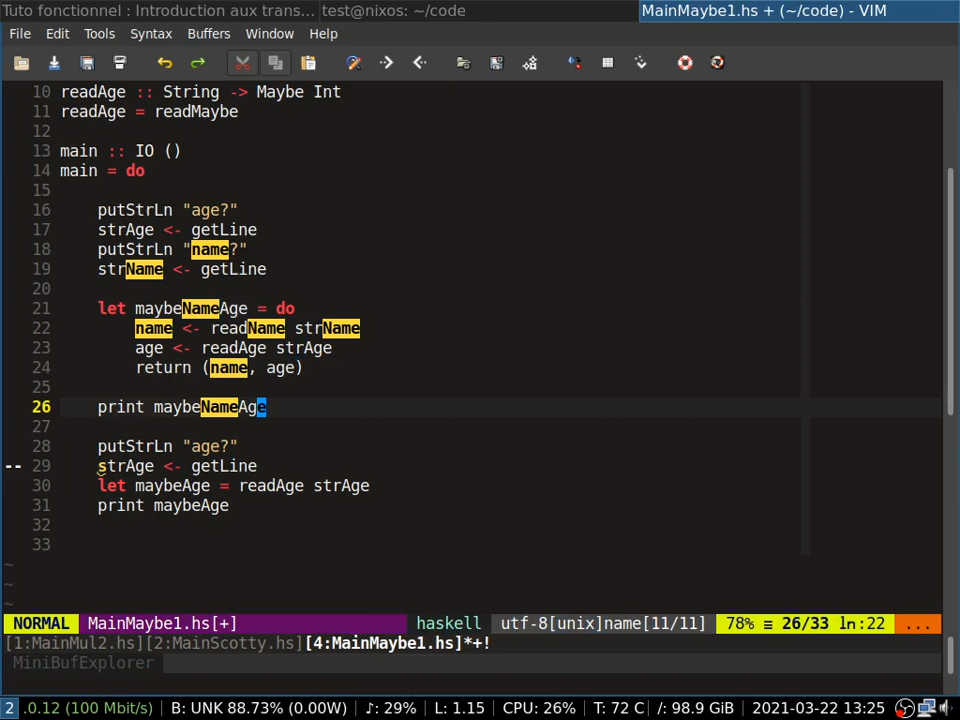 Tuto fonctionnel : Introduction aux trans... test@nixos: ~/code MainMaybe1.hs + (~/code) - VIM
File Edit Tools Syntax Buffers Window Help
10 readAge :: String -> Maybe Int
11 readAge = readMaybe
12
13 main :: IO ()
14 main = do
15
16     putStrLn "age?"
17     strAge <- getLine
18     putStrLn "name?"
19     strName <- getLine
20
21     let maybeNameAge = do
22         name <- readName strName
23         age <- readAge strAge
24         return (name, age)
25
26     print maybeNameAge
27
28     putStrLn "age?"
-- 29     strAge <- getLine
30     let maybeAge = readAge strAge
31     print maybeAge
32
33
~
~
~
NORMAL MainMaybe1.hs[+] haskell utf-8[unix]name[11/11] 78% ≡ 26/33 ln:22 ...
[1:MainMul2.hs][2:MainScotty.hs][4:MainMaybe1.hs]*+!
MiniBufExplorer
2 .0.12 (100 Mbit/s) B: UNK 88.73% (0.00W) ♪: 29% L: 1.15 CPU: 26% T: 72 C /: 98.9 GiB 2021-03-22 13:25